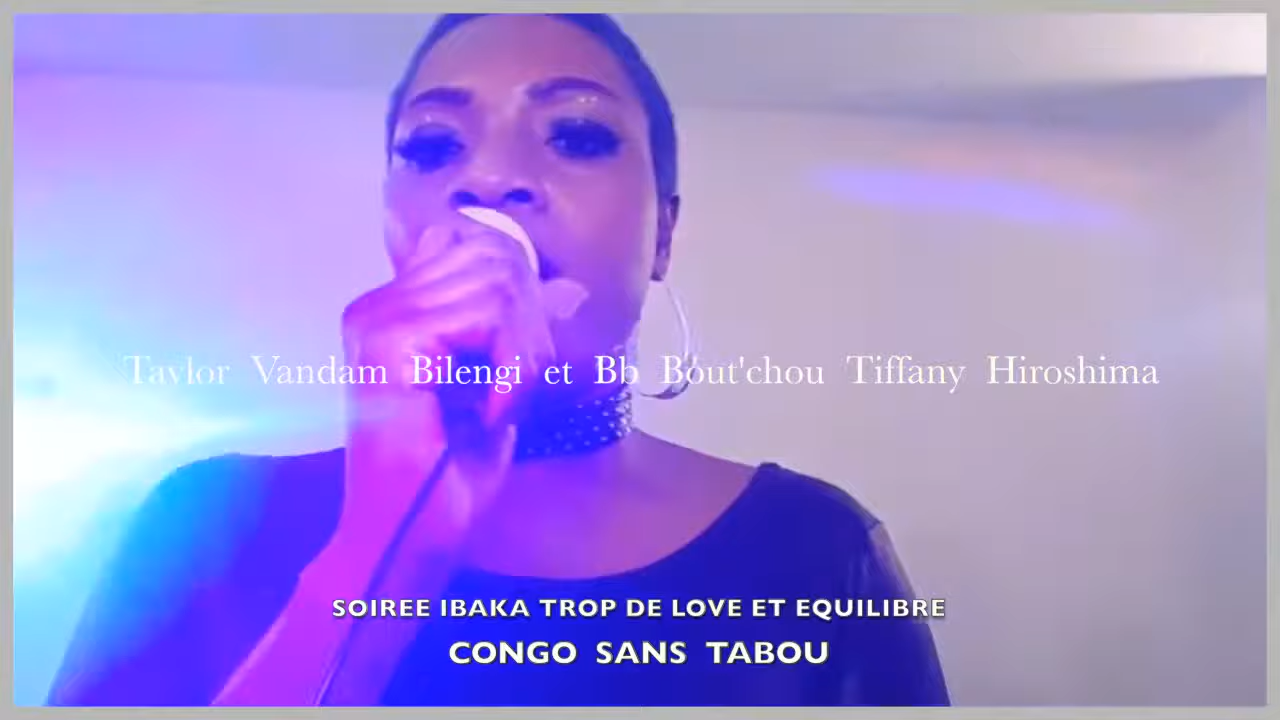 Taylor Vandam Bilengi et Bb Bout'chou Tiffany Hiroshima
SOIREE IBAKA TROP DE LOVE ET EQUILIBRE
CONGO SANS TABOU